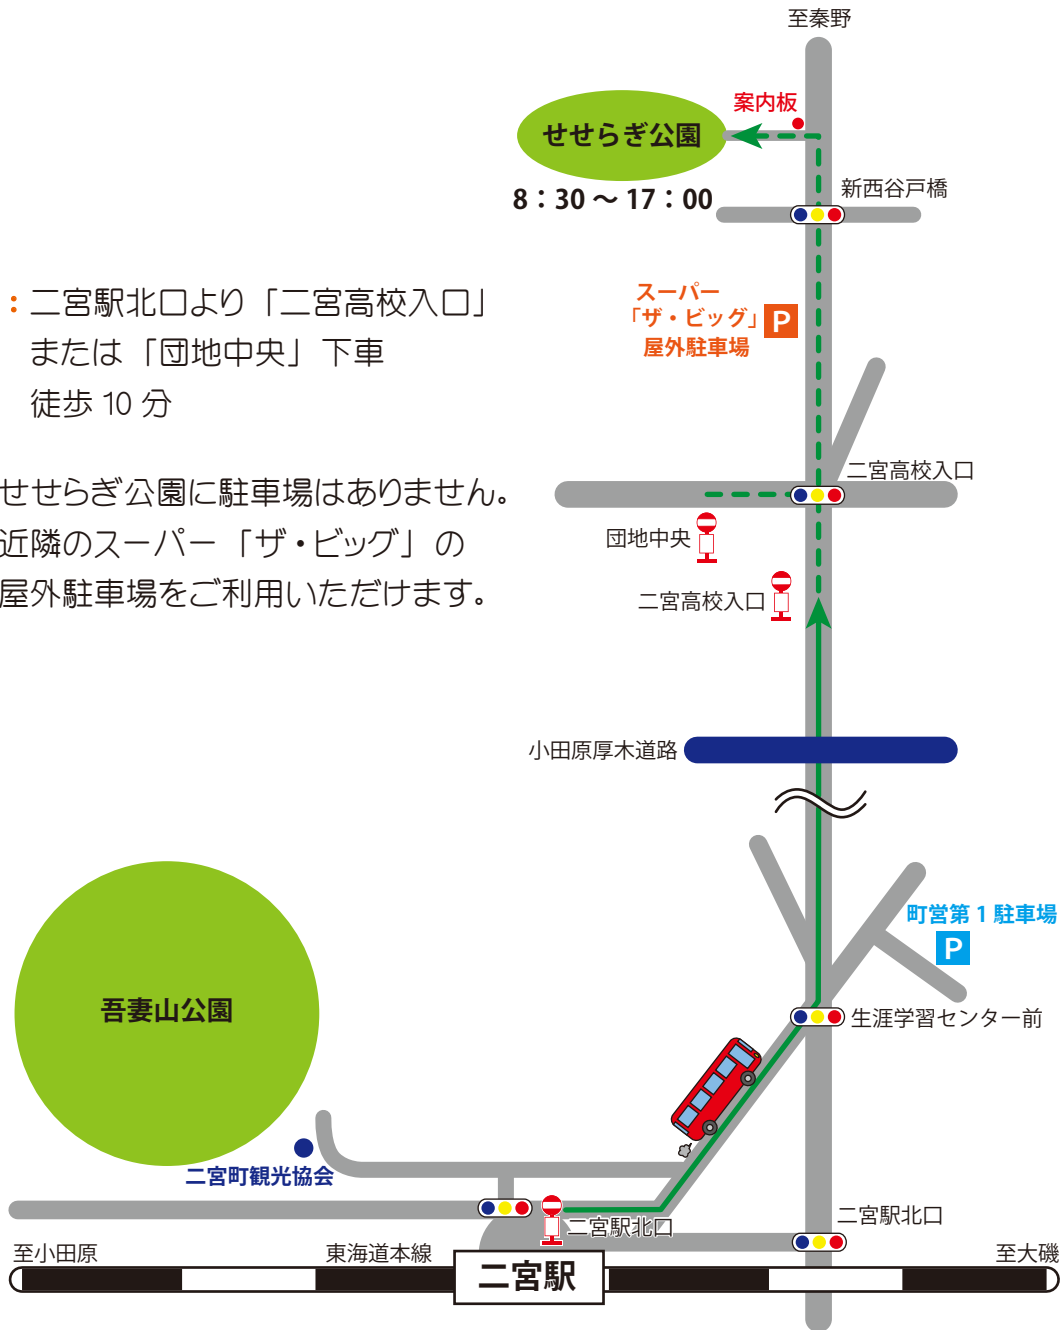 至秦野
案内板
せせらぎ公園
8：30 ～ 17：00
新西谷戸橋
：二宮駅北口より「二宮高校入口」
または「団地中央」下車
徒歩 10 分
スーパー
「ザ・ビッグ」
屋外駐車場
P
せせらぎ公園に駐車場はありません。
近隣のスーパー「ザ・ビッグ」の
屋外駐車場をご利用いただけます。
二宮高校入口
団地中央
二宮高校入口
小田原厚木道路
町営第 1 駐車場
P
吾妻山公園
生涯学習センター前
二宮町観光協会
二宮駅北口
二宮駅北口
至小田原
東海道本線
二宮駅
至大磯